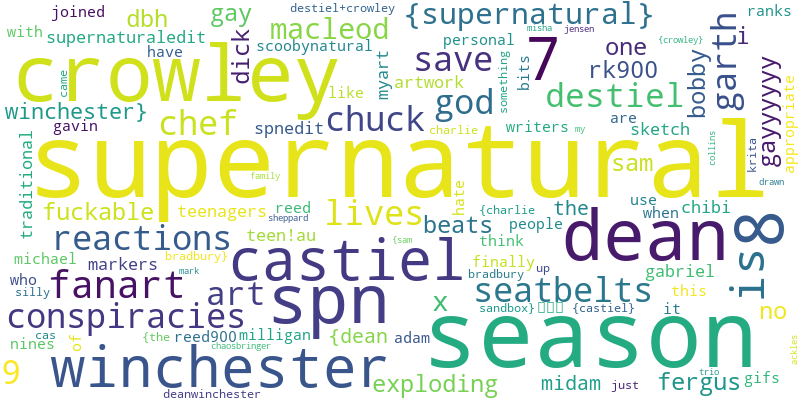 destiel+crowley
misha
jensen
ranks
joined
dbh
gay
{supernatural}
with
supernaturaledit
macleod
personal
{crowley}
i
have
scoobynatural
save
7
one
dick
crowley
like
myart
artwork
bits
rk900
bobby
garth
gayyyyyyy
appropriate
came
something
winchester}
god
destiel
gavin
chef
spnedit
chuck
charlie
writers
my
are
sketch
traditional
supernatural
sam
collins
krita
family
drawn
fuckable
teenagers
reed
sheppard
lives
hate
{charlie
the
use
when
chibi
8
reactions
teen!au
beats
people
dean
is
michael
markers
bradbury}
castiel
{sam
think
finally
up
gabriel
who
silly
fanart
mark
art
spn
bradbury
seatbelts
this
conspiracies
x
sandbox}
{castiel}
it
no
cas
nines
of
{the
reed900
milligan
{dean
adam
season
chaosbringer
ackles
9
winchester
exploding
midam
just
trio
fergus
gifs
deanwinchester